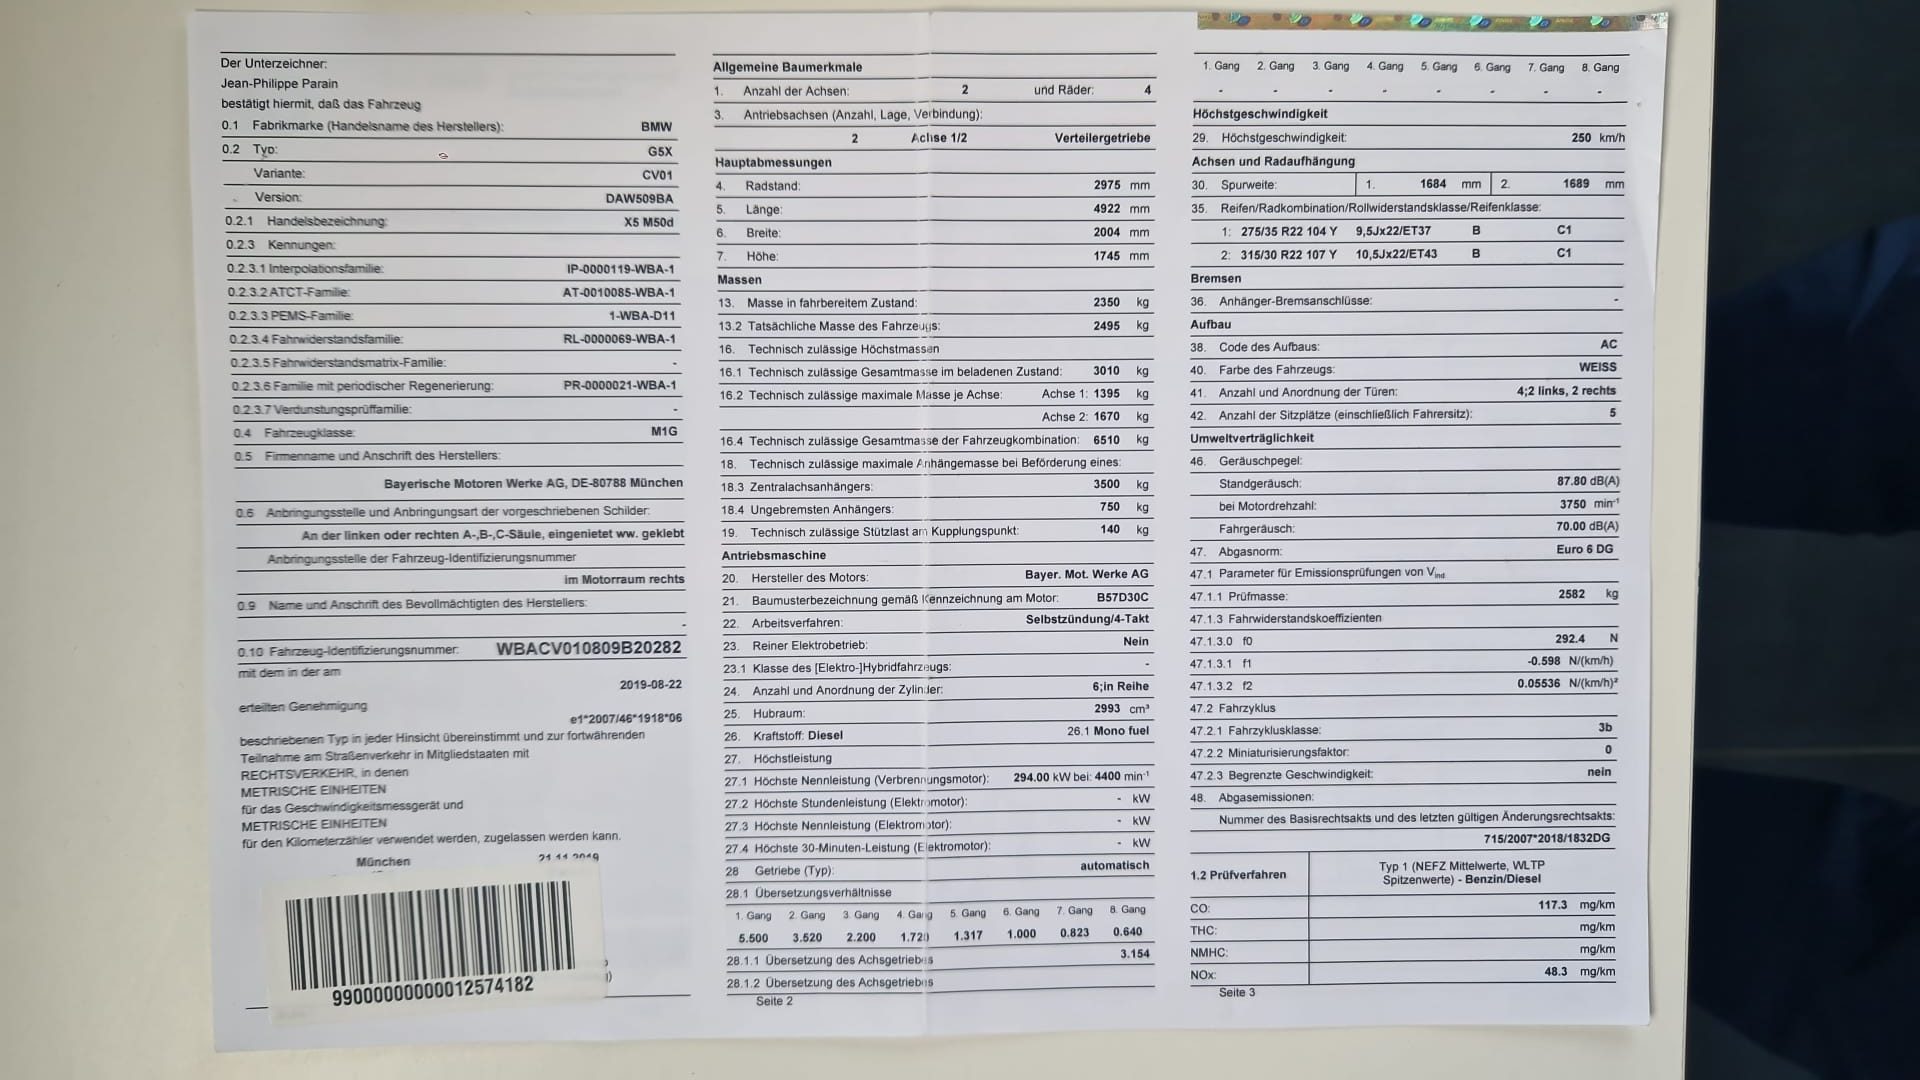 Der Unterzeichner:
Jean-Philippe Parain
bestätigt hiermit, daß das Fahrzeug
0.1 Fabrikmarke (Handelsname des Herstellers): BMW
0.2 Typ: G5X
Variante: CV01
Version: DAW509BA
0.2.1 Handelsbezeichnung: X5 M50d
0.2.3 Kennungen:
0.2.3.1 Interpolationsfamilie: IP-0000119-WBA-1
0.2.3.2 ATCT-Familie: AT-0010085-WBA-1
0.2.3.3 PEMS-Familie: 1-WBA-D11
0.2.3.4 Fahrwiderstandsfamilie: RL-0000069-WBA-1
0.2.3.5 Fahrwiderstandsmatrix-Familie: -
0.2.3.6 Familie mit periodischer Regenerierung: PR-0000021-WBA-1
0.2.3.7 Verdunstungsprüffamilie: -
0.4 Fahrzeugklasse: M1G
0.5 Firmenname und Anschrift des Herstellers:
Bayerische Motoren Werke AG, DE-80788 München
0.6 Anbringungsstelle und Anbringungsart der vorgeschriebenen Schilder:
An der linken oder rechten A-,B-,C-Säule, eingenietet ww. geklebt
Anbringungsstelle der Fahrzeug-Identifizierungsnummer
im Motorraum rechts
0.9 Name und Anschrift des Bevollmächtigten des Herstellers:
-
0.10 Fahrzeug-Identifizierungsnummer: WBACV010809B20282
mit dem in der am
2019-08-22
erteilten Genehmigung
e1*2007/46*1918*06
beschriebenen Typ in jeder Hinsicht übereinstimmt und zur fortwährenden
Teilnahme am Straßenverkehr in Mitgliedstaaten mit
RECHTSVERKEHR, in denen
METRISCHE EINHEITEN
für das Geschwindigkeitsmessgerät und
METRISCHE EINHEITEN
für den Kilometerzähler verwendet werden, zugelassen werden kann.
München 21.11.2019
99000000000012574182
Allgemeine Baumerkmale
1. Anzahl der Achsen: 2 und Räder: 4
3. Antriebsachsen (Anzahl, Lage, Verbindung):
2 Achse 1/2 Verteilergetriebe
Hauptabmessungen
4. Radstand: 2975 mm
5. Länge: 4922 mm
6. Breite: 2004 mm
7. Höhe: 1745 mm
Massen
13. Masse in fahrbereitem Zustand: 2350 kg
13.2 Tatsächliche Masse des Fahrzeugs: 2495 kg
16. Technisch zulässige Höchstmassen
16.1 Technisch zulässige Gesamtmasse im beladenen Zustand: 3010 kg
16.2 Technisch zulässige maximale Masse je Achse: Achse 1: 1395 kg
Achse 2: 1670 kg
16.4 Technisch zulässige Gesamtmasse der Fahrzeugkombination: 6510 kg
18. Technisch zulässige maximale Anhängemasse bei Beförderung eines:
18.3 Zentralachsanhängers: 3500 kg
18.4 Ungebremsten Anhängers: 750 kg
19. Technisch zulässige Stützlast am Kupplungspunkt: 140 kg
Antriebsmaschine
20. Hersteller des Motors: Bayer. Mot. Werke AG
21. Baumusterbezeichnung gemäß Kennzeichnung am Motor: B57D30C
22. Arbeitsverfahren: Selbstzündung/4-Takt
23. Reiner Elektrobetrieb: Nein
23.1 Klasse des [Elektro-]Hybridfahrzeugs: -
24. Anzahl und Anordnung der Zylinder: 6;in Reihe
25. Hubraum: 2993 cm³
26. Kraftstoff: Diesel 26.1 Mono fuel
27. Höchstleistung
27.1 Höchste Nennleistung (Verbrennungsmotor): 294.00 kW bei: 4400 min⁻¹
27.2 Höchste Stundenleistung (Elektromotor): - kW
27.3 Höchste Nennleistung (Elektromotor): - kW
27.4 Höchste 30-Minuten-Leistung (Elektromotor): - kW
28 Getriebe (Typ): automatisch
28.1 Übersetzungsverhältnisse
1. Gang 2. Gang 3. Gang 4. Gang 5. Gang 6. Gang 7. Gang 8. Gang
5.500 3.520 2.200 1.720 1.317 1.000 0.823 0.640
28.1.1 Übersetzung des Achsgetriebes 3.154
28.1.2 Übersetzung des Achsgetriebes
Seite 2
1. Gang 2. Gang 3. Gang 4. Gang 5. Gang 6. Gang 7. Gang 8. Gang
- - - - - - - -
Höchstgeschwindigkeit
29. Höchstgeschwindigkeit: 250 km/h
Achsen und Radaufhängung
30. Spurweite: 1. 1684 mm 2. 1689 mm
35. Reifen/Radkombination/Rollwiderstandsklasse/Reifenklasse:
1: 275/35 R22 104 Y 9,5Jx22/ET37 B C1
2: 315/30 R22 107 Y 10,5Jx22/ET43 B C1
Bremsen
36. Anhänger-Bremsanschlüsse: -
Aufbau
38. Code des Aufbaus: AC
40. Farbe des Fahrzeugs: WEISS
41. Anzahl und Anordnung der Türen: 4;2 links, 2 rechts
42. Anzahl der Sitzplätze (einschließlich Fahrersitz): 5
Umweltverträglichkeit
46. Geräuschpegel:
Standgeräusch: 87.80 dB(A)
bei Motordrehzahl: 3750 min⁻¹
Fahrgeräusch: 70.00 dB(A)
47. Abgasnorm: Euro 6 DG
47.1 Parameter für Emissionsprüfungen von Vind
47.1.1 Prüfmasse: 2582 kg
47.1.3 Fahrwiderstandskoeffizienten
47.1.3.0 f0 292.4 N
47.1.3.1 f1 -0.598 N/(km/h)
47.1.3.2 f2 0.05536 N/(km/h)²
47.2 Fahrzyklus
47.2.1 Fahrzyklusklasse: 3b
47.2.2 Miniaturisierungsfaktor: 0
47.2.3 Begrenzte Geschwindigkeit: nein
48. Abgasemissionen:
Nummer des Basisrechtsakts und des letzten gültigen Änderungsrechtsakts:
715/2007*2018/1832DG
1.2 Prüfverfahren Typ 1 (NEFZ Mittelwerte, WLTP
Spitzenwerte) - Benzin/Diesel
CO: 117.3 mg/km
THC: mg/km
NMHC: mg/km
NOx: 48.3 mg/km
Seite 3